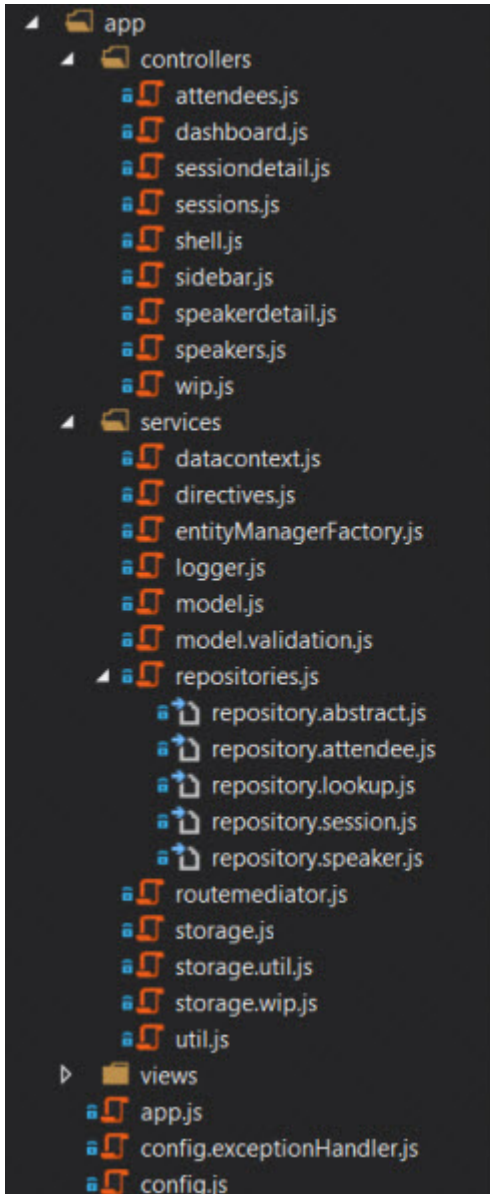 app
controllers
attendees.js
dashboard.js
sessiondetail.js
sessions.js
shell.js
sidebar.js
speakerdetail.js
speakers.js
wip.js
services
datacontext.js
directives.js
entityManagerFactory.js
logger.js
model.js
model.validation.js
repositories.js
repository.abstract.js
repository.attendee.js
repository.lookup.js
repository.session.js
repository.speaker.js
routemediator.js
storage.js
storage.util.js
storage.wip.js
util.js
views
app.js
config.exceptionHandler.js
config.js